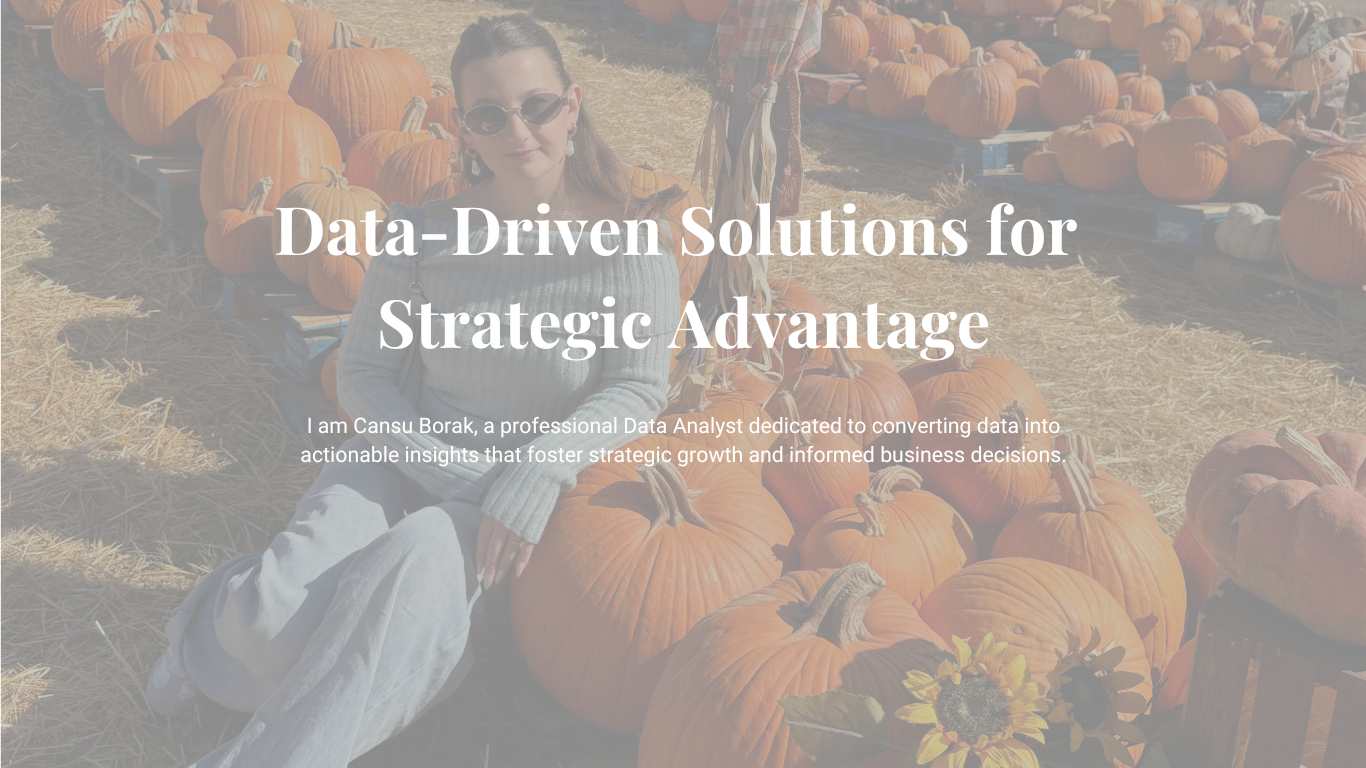 Data-Driven Solutions for
Strategic Advantage
I am Cansu Borak, a professional Data Analyst dedicated to converting data into
actionable insights that foster strategic growth and informed business decisions.